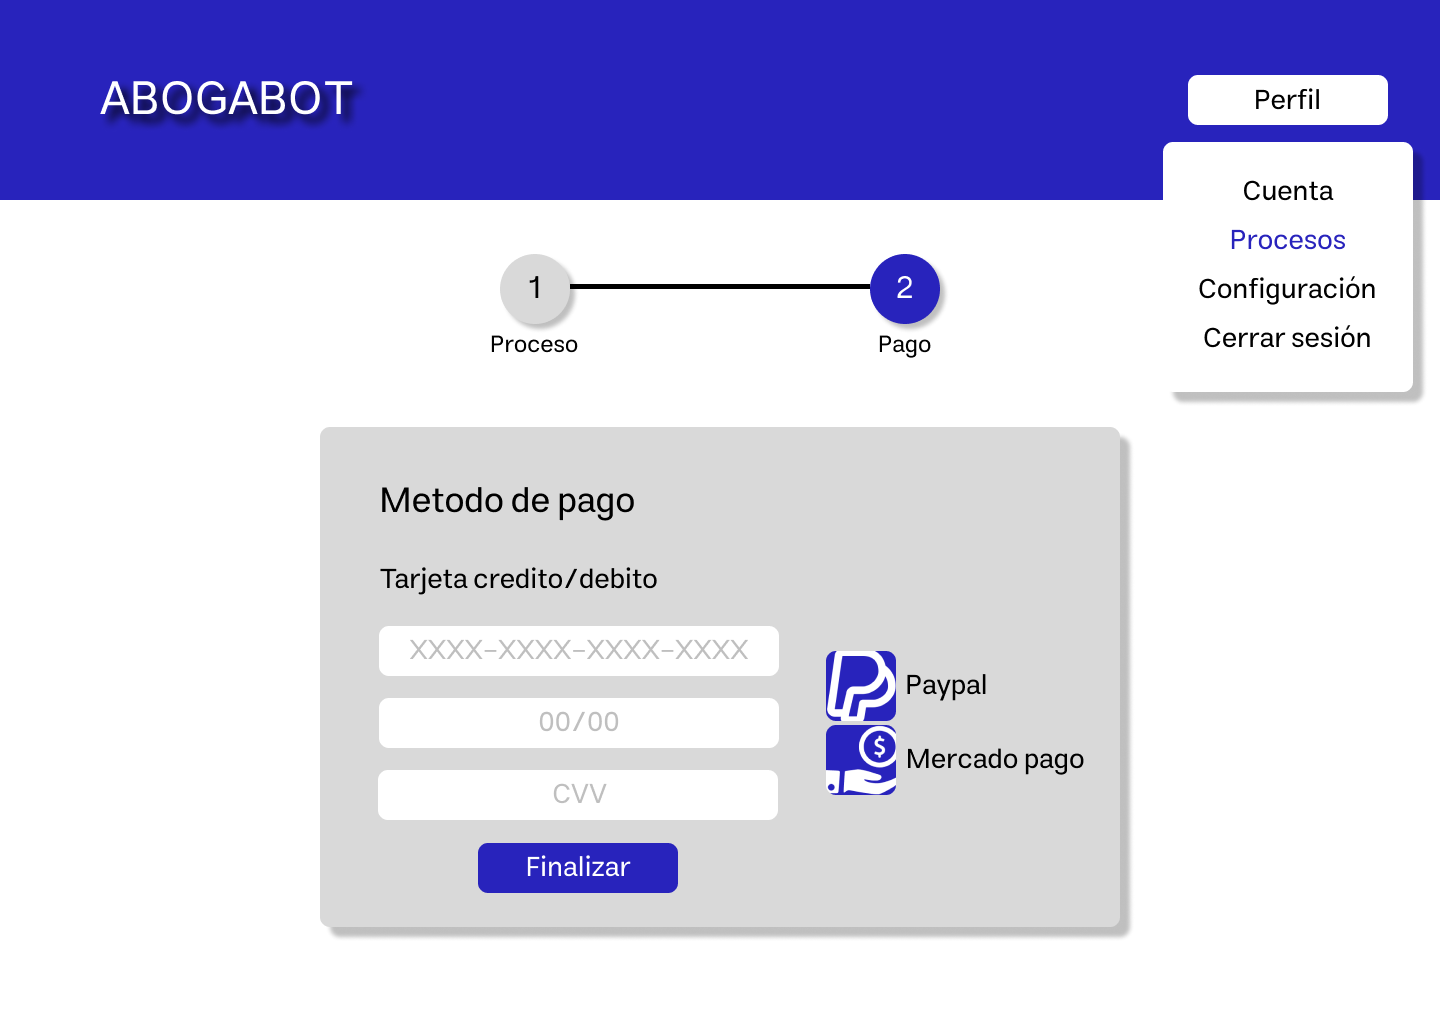 ABOGABOT
Perfil
Cuenta
Procesos
Configuración
Cerrar sesión
1
2
Proceso
Pago
Metodo de pago
Tarjeta credito/debito
XXXX-XXXX-XXXX-XXXX
00/00
CVV
Finalizar
Paypal
$
Mercado pago